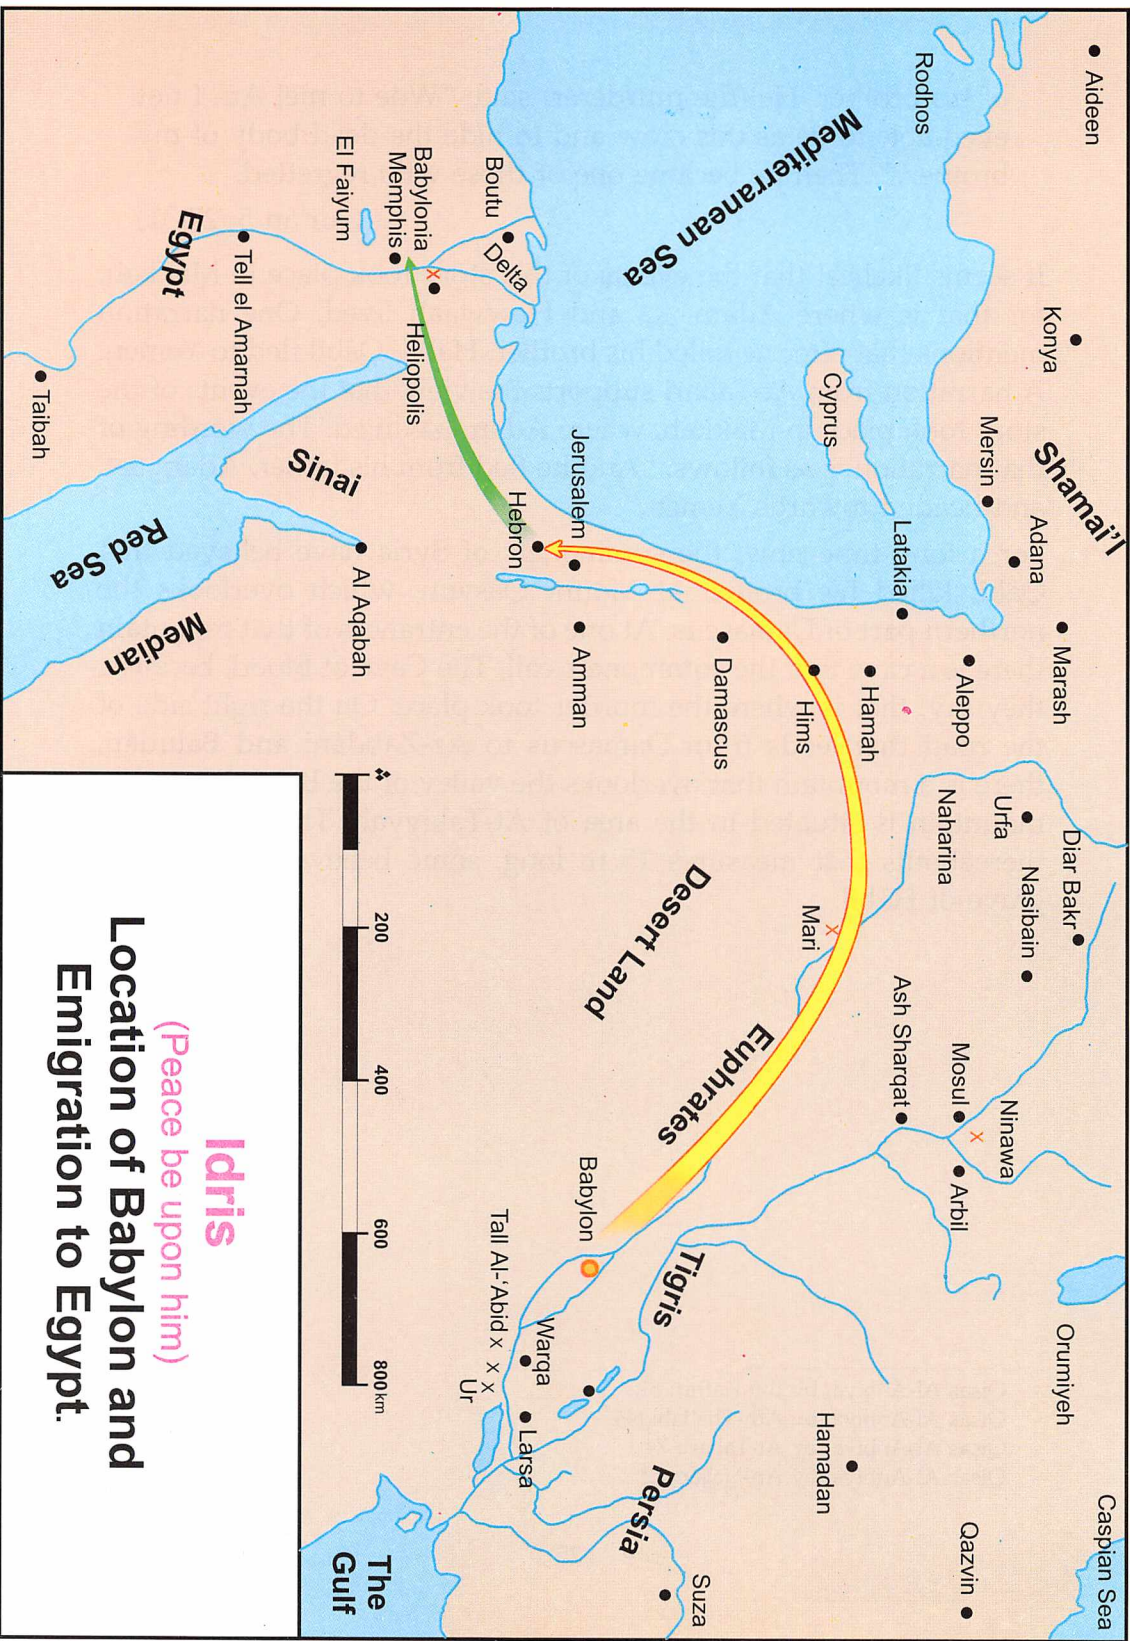 Aideen
Rodhos
Mediterranean Sea
Konya
Shamai'l
Mersin
Adana
Cyprus
Latakia
Marash
Aleppo
Hamah
Hims
Damascus
Diar Bakr
Urfa
Nasibain
Naharina
Mari
Ash Sharqat
Mosul
Ninawa
Arbil
Orumiyeh
Caspian Sea
Qazvin
Hamadan
Desert Land
Euphrates
Tigris
Persia
Suza
Babylon
Tall Al-'Abid x x x
Ur
Warqa
Larsa
The
Gulf
Boutu
Delta
Babylonia
Memphis
El Faiyum
Heliopolis
Egypt
Tell el Amarnah
Taibah
Jerusalem
Hebron
Amman
Sinai
Al Aqabah
Red Sea
Median
200
400
600
800km
Idris
(Peace be upon him)
Location of Babylon and
Emigration to Egypt.